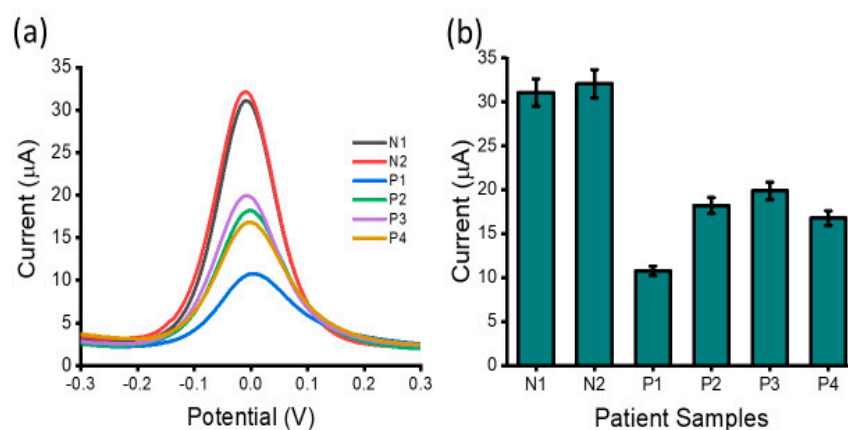 (a)
35
30
25
20
15
10
5
0
Current (μA)
-0.3
-0.2
-0.1
0.0
0.1
0.2
0.3
Potential (V)
N1
N2
P1
P2
P3
P4
(b)
35
30
25
20
15
10
5
0
Current (μA)
N1
N2
P1
P2
P3
P4
Patient Samples